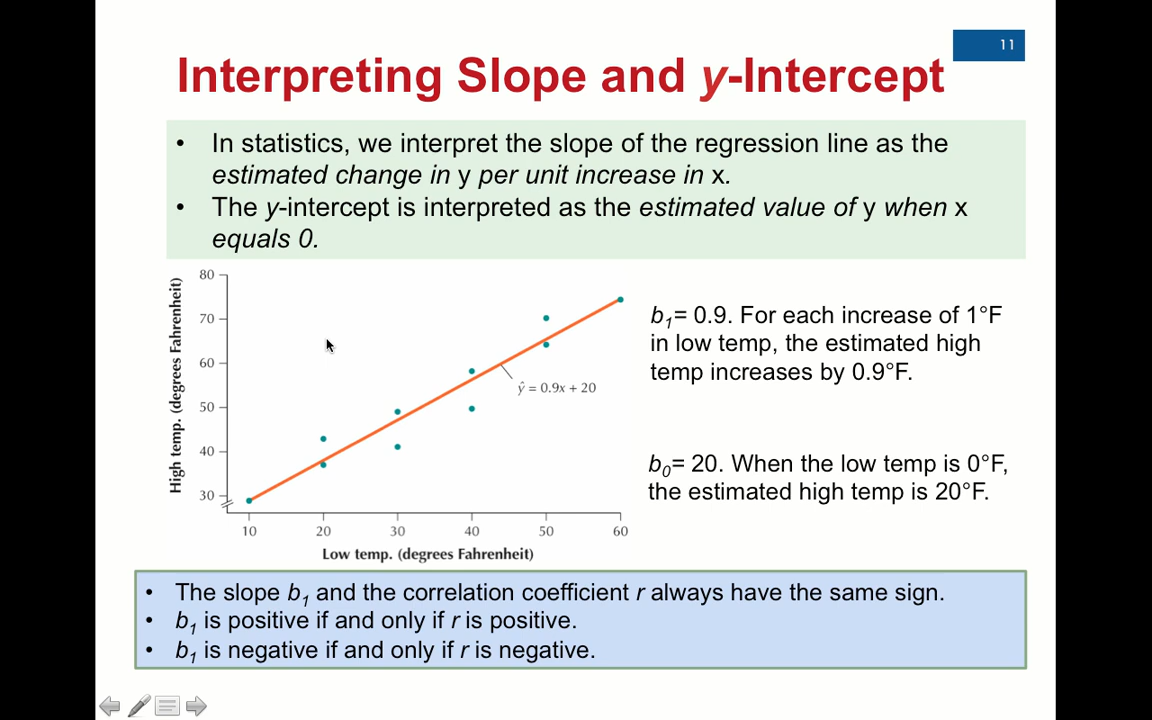 11
Interpreting Slope and y-Intercept
• In statistics, we interpret the slope of the regression line as the
estimated change in y per unit increase in x.
• The y-intercept is interpreted as the estimated value of y when x
equals 0.
High temp. (degrees Fahrenheit)
80
70
60
50
40
30
ŷ = 0.9x + 20
10 20 30 40 50 60
Low temp. (degrees Fahrenheit)
b₁= 0.9. For each increase of 1°F
in low temp, the estimated high
temp increases by 0.9°F.
b₀= 20. When the low temp is 0°F,
the estimated high temp is 20°F.
• The slope b₁ and the correlation coefficient r always have the same sign.
• b₁ is positive if and only if r is positive.
• b₁ is negative if and only if r is negative.